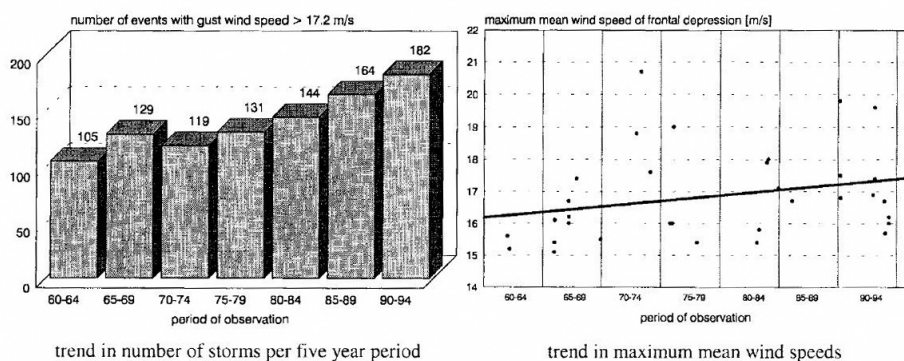 number of events with gust wind speed > 17.2 m/s
200
150
100
50
0
105
129
119
131
144
164
182
60-64 65-69 70-74 75-79 80-84 85-89 90-94
period of observation
trend in number of storms per five year period
maximum mean wind speed of frontal depression [m/s]
22
21
20
19
18
17
16
15
14
60-64 65-69 70-74 75-79 80-84 85-89 90-94
period of observation
trend in maximum mean wind speeds